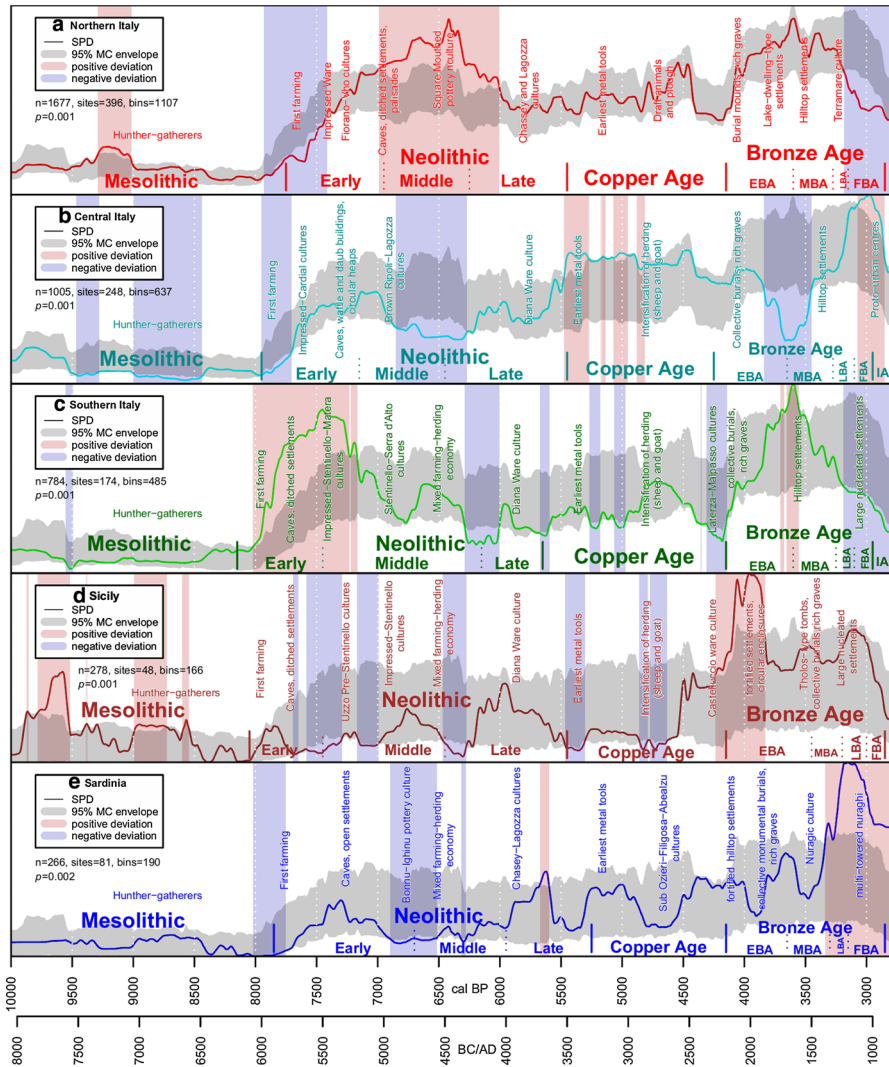 a Northern Italy
SPD
95% MC envelope
positive deviation
negative deviation
n=1677, sites=396, bins=1107
p=0.001
Hunther-gatherers
First farming
Impressed Ware
Fiorano-Vho cultures
Caves, ditched settlements,
palisades
Square Mouthed
pottery nculture
Chassey and Lagozza
cultures
Earliest metal tools
Draft animals
and plough
Burial mounds, rich graves
Lake-dwelling-type
settlements
Hilltop settlements
Terramare culture
Mesolithic
Neolithic
Early
Middle
Late
Copper Age
Bronze Age
EBA
MBA
LBA
FBA
b Central Italy
SPD
95% MC envelope
positive deviation
negative deviation
n=1005, sites=248, bins=637
p=0.001
Hunther-gatherers
First farming
Impressed-Cardial cultures
Caves, wattle and daub buildings,
circular heaps
Brown Ripoli-Lagozza
cultures
Diana Ware culture
Earliest metal tools
Intensification of herding
(sheep and goat)
Collective burials, rich graves
Hilltop settlements
Proto-urban centres
Mesolithic
Neolithic
Early
Middle
Late
Copper Age
Bronze Age
EBA
MBA
LBA
FBA
IA
c Southern Italy
SPD
95% MC envelope
positive deviation
negative deviation
n=784, sites=174, bins=485
p=0.001
Hunther-gatherers
First farming
Caves, ditched settlements
Impressed-Stentinello-Matera
cultures
Stentinello-Serra d'Alto
cultures
Mixed farming-herding
economy
Diana Ware culture
Earliest metal tools
Intensification of herding
(sheep and goat)
Laterza-Malpasso cultures
collective burials,
rich graves
Hilltop settlements
Large nucleated settlements
Mesolithic
Neolithic
Early
Middle
Late
Copper Age
Bronze Age
EBA
MBA
LBA
FBA
IA
d Sicily
SPD
95% MC envelope
positive deviation
negative deviation
n=278, sites=48, bins=166
p=0.001
Hunther-gatherers
First farming
Caves, ditched settlements
Uzzo Pre-Stentinello cultures
Impressed-Stentinello
cultures
Mixed farming-herding
economy
Diana Ware culture
Earliest metal tools
Intensification of herding
(sheep and goat)
Castelluccio ware culture
fortified settlements,
circular enclosures
Tholos-type tombs,
collective burials, rich graves
Large nucleated
settlements
Mesolithic
Neolithic
Early
Middle
Late
Copper Age
Bronze Age
EBA
MBA
LBA
FBA
e Sardinia
SPD
95% MC envelope
positive deviation
negative deviation
n=266, sites=81, bins=190
p=0.002
Hunther-gatherers
First farming
Caves, open settlements
Bonnu-Ighinu pottery culture
Mixed farming-herding
economy
Chasey-Lagozza cultures
Earliest metal tools
Sub Ozieri-Filigosa-Abealzu
cultures
fortified, hilltop settlements
collective monumental burials,
rich graves
Nuragic culture
multi-towered nuraghi
Mesolithic
Neolithic
Early
Middle
Late
Copper Age
Bronze Age
EBA
MBA
LBA
FBA
10000 9500 9000 8500 8000 7500 7000 6500 6000 5500 5000 4500 4000 3500 3000
cal BP
8000 7500 7000 6500 6000 5500 5000 4500 4000 3500 3000 2500 2000 1500 1000
BC/AD